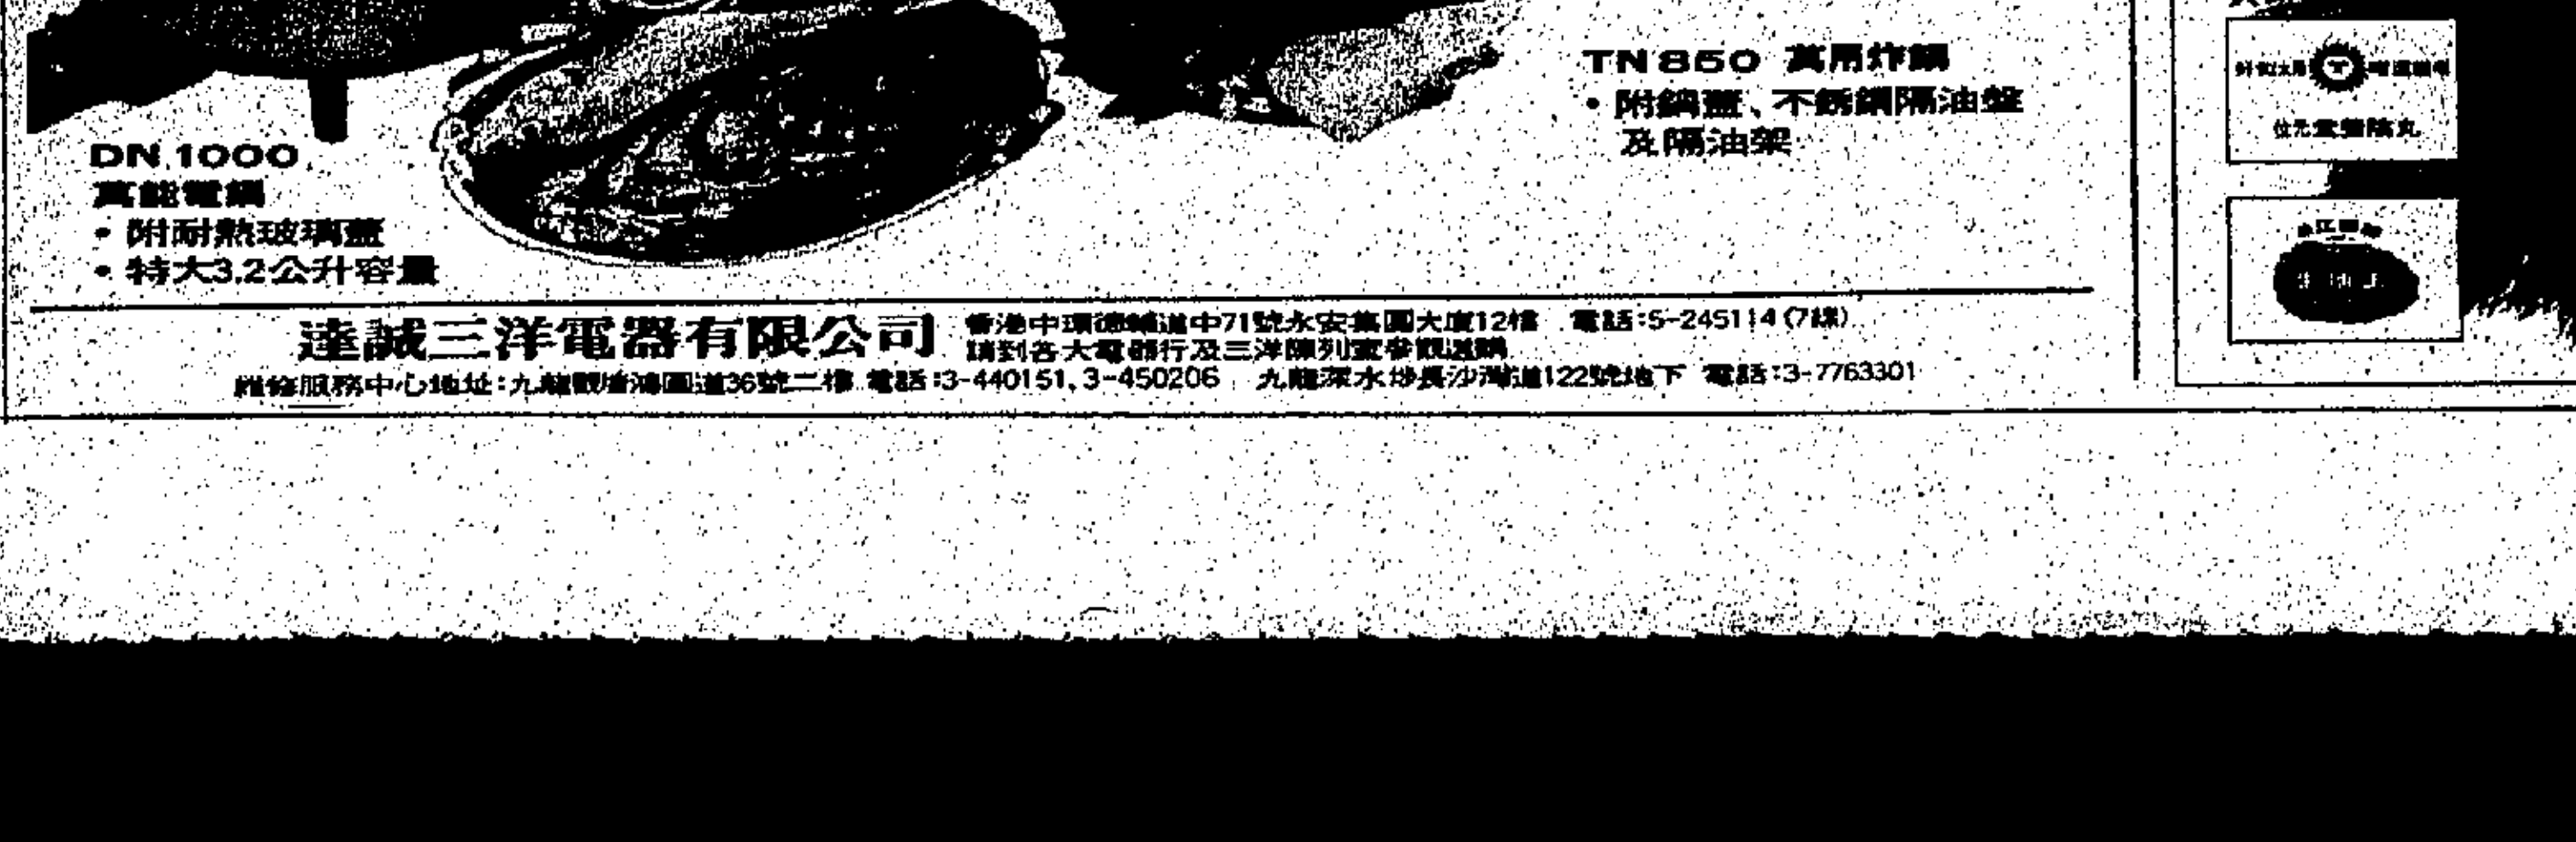 TN850 萬用炸鍋
• 附鍋蓋、不銹鋼隔油盤
及隔油架
DN1000
萬能電鍋
• 附耐熱玻璃蓋
• 特大3.2公升容量
達誠三洋電器有限公司
香港中環德輔道中71號永安集團大廈12樓 電話:5-245114(7線)
請到各大電器行及三洋陳列室參觀選購
維修服務中心地址:九龍觀塘鴻圖道36號二樓 電話:3-440151, 3-450206 九龍深水埗長沙灣道122號地下 電話:3-7763301